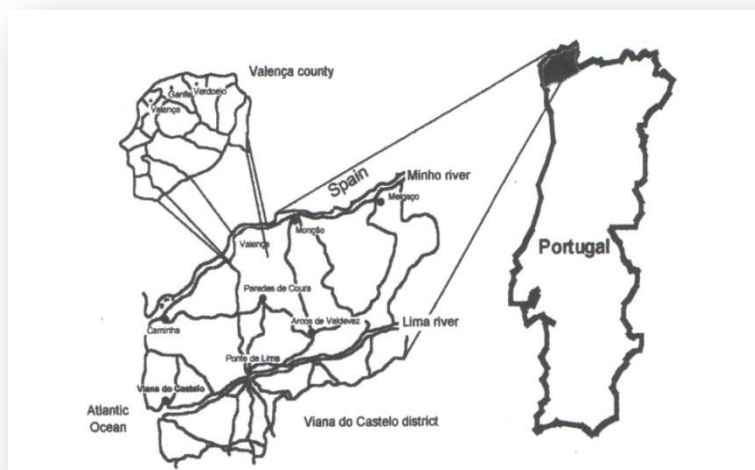 Valença county
Ganfei
Verdoejo
Valença
Spain
Minho river
Melgaço
Monção
Valença
Portugal
Paredes de Coura
Caminha
Arcos de Valdevez
Lima river
Ponte de Lima
Viana do Castelo
Atlantic
Ocean
Viana do Castelo district